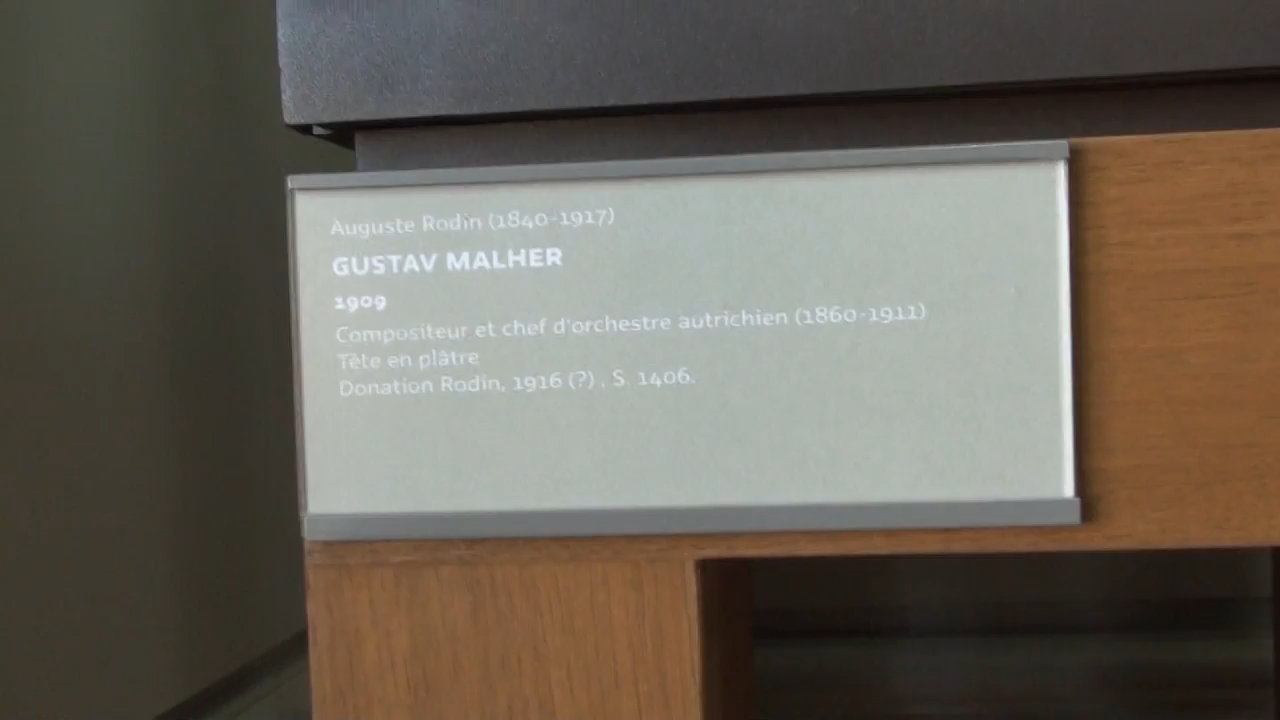 Auguste Rodin (1840-1917)
GUSTAV MALHER
1909
Compositeur et chef d'orchestre autrichien (1860-1911)
Tête en plâtre
Donation Rodin, 1916 (?) , S. 1406.